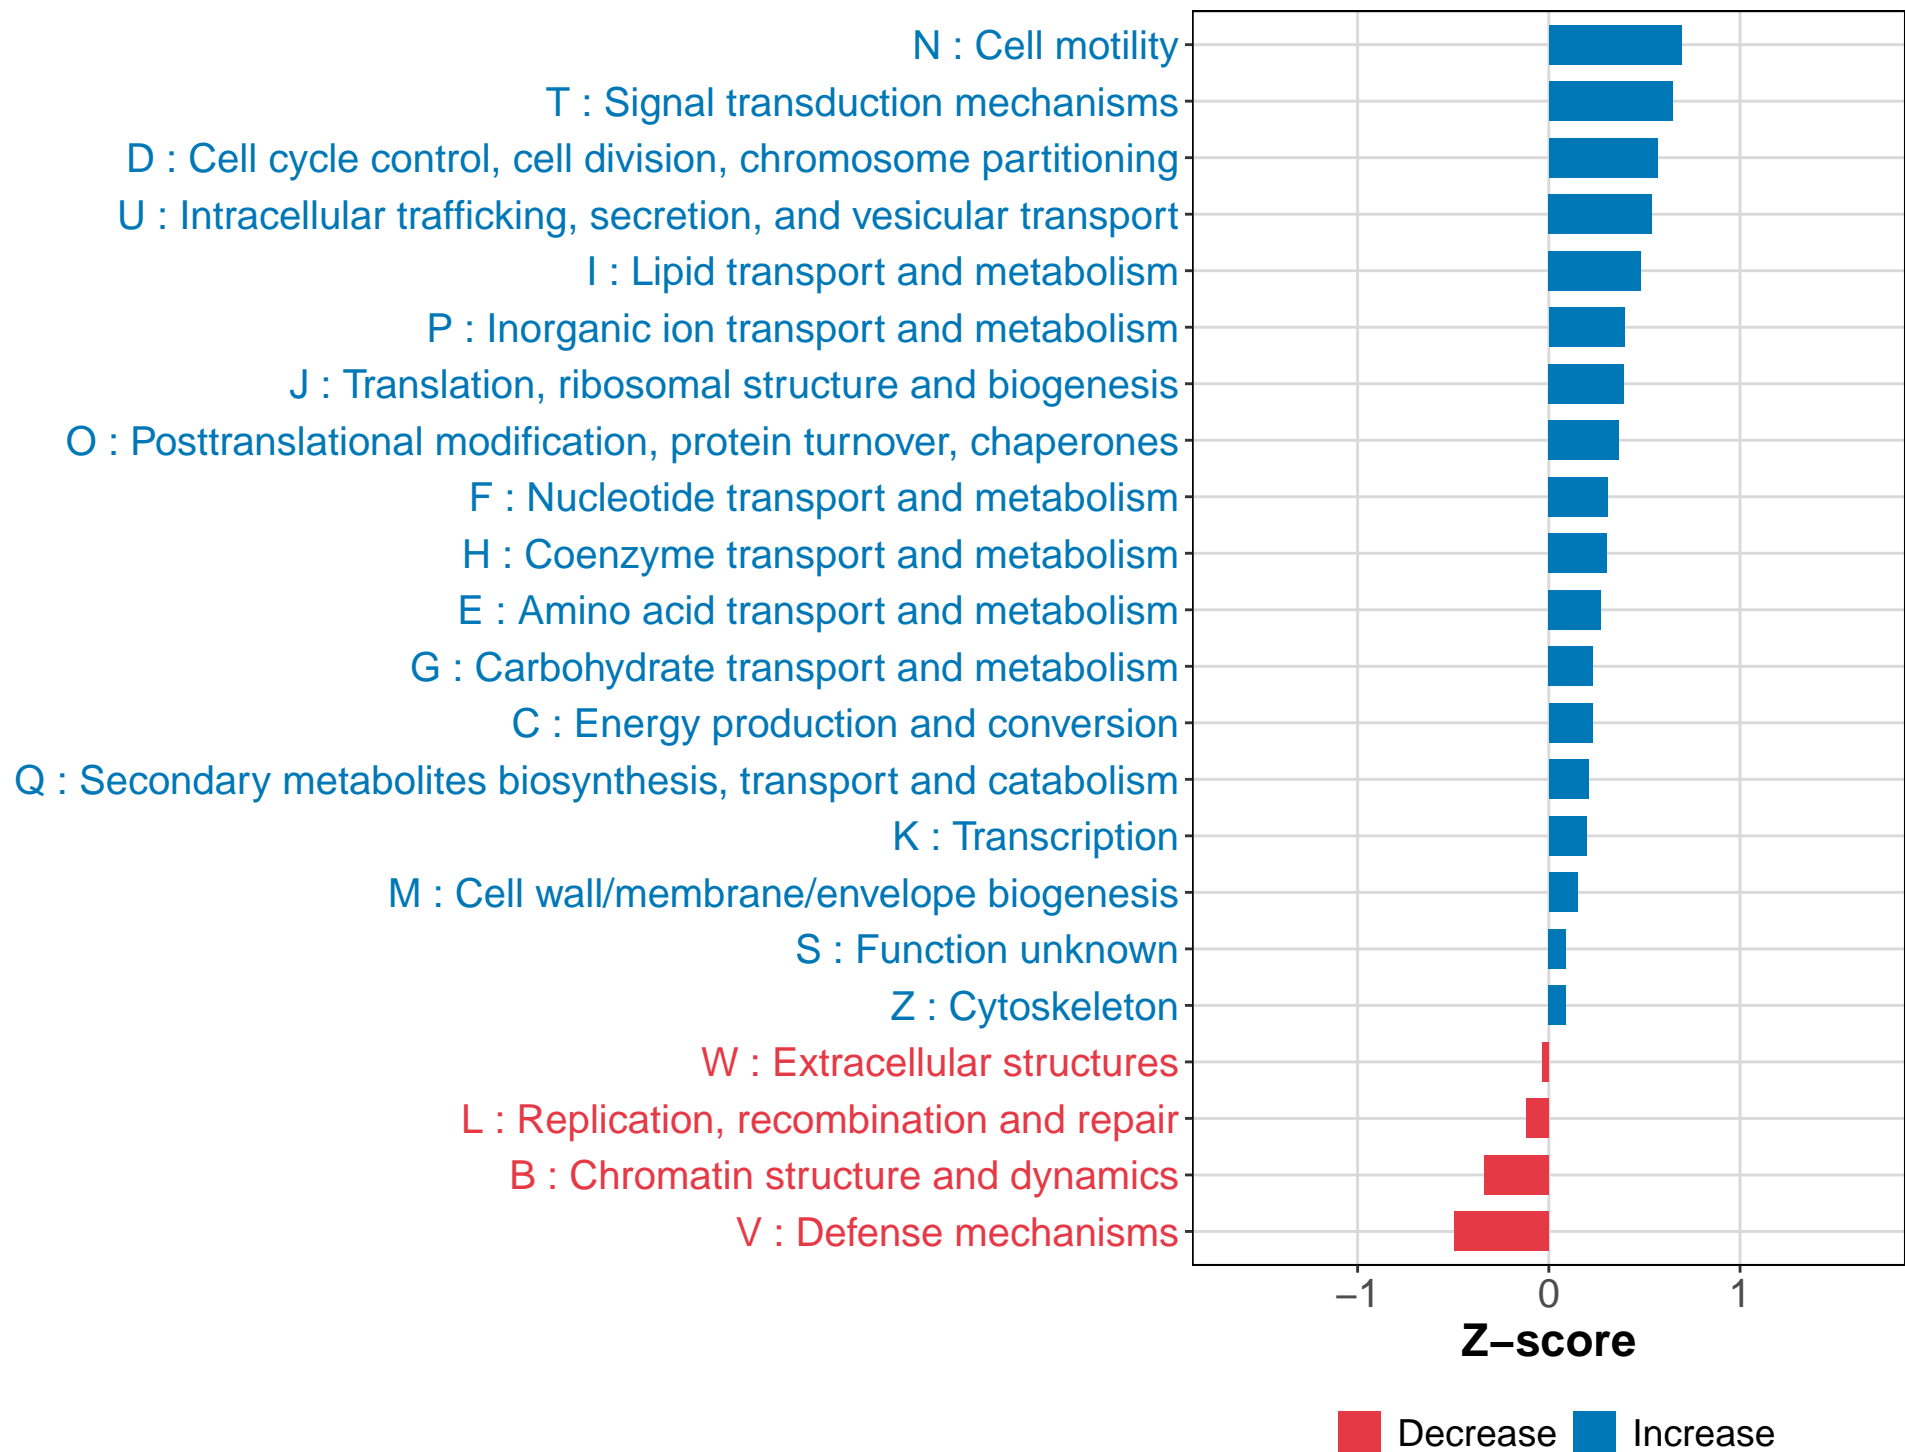 N : Cell motility
T : Signal transduction mechanisms
D : Cell cycle control, cell division, chromosome partitioning
U : Intracellular trafficking, secretion, and vesicular transport
I : Lipid transport and metabolism
P : Inorganic ion transport and metabolism
J : Translation, ribosomal structure and biogenesis
O : Posttranslational modification, protein turnover, chaperones
F : Nucleotide transport and metabolism
H : Coenzyme transport and metabolism
E : Amino acid transport and metabolism
G : Carbohydrate transport and metabolism
C : Energy production and conversion
Q : Secondary metabolites biosynthesis, transport and catabolism
K : Transcription
M : Cell wall/membrane/envelope biogenesis
S : Function unknown
Z : Cytoskeleton
W : Extracellular structures
L : Replication, recombination and repair
B : Chromatin structure and dynamics
V : Defense mechanisms
−1 0 1
Z−score
Decrease Increase